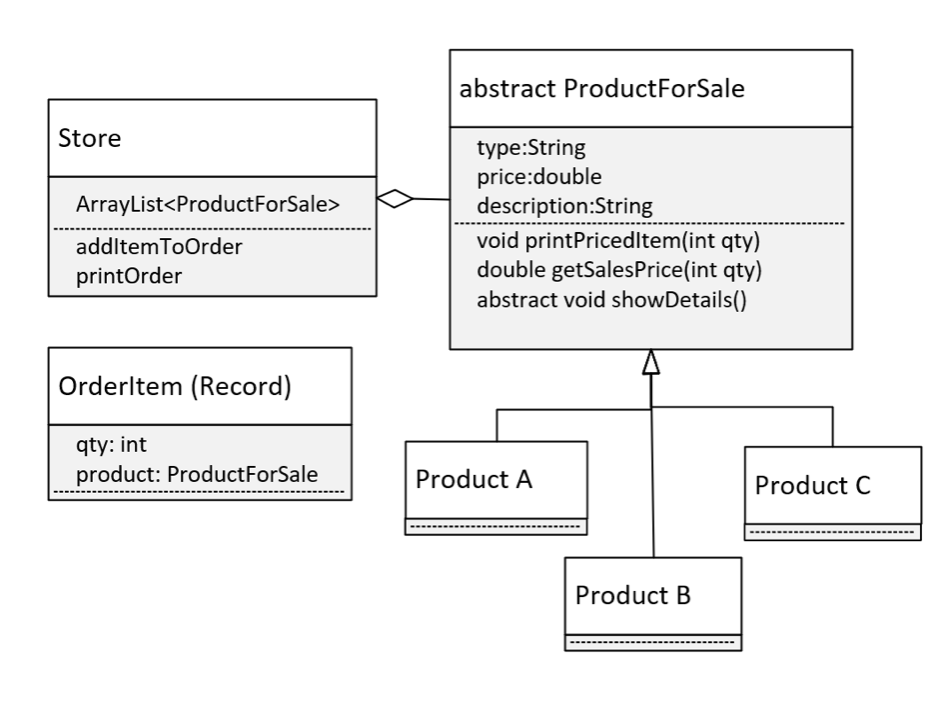 Store
ArrayList<ProductForSale>
addItemToOrder
printOrder
abstract ProductForSale
type:String
price:double
description:String
void printPricedItem(int qty)
double getSalesPrice(int qty)
abstract void showDetails()
OrderItem (Record)
qty: int
product: ProductForSale
Product A
Product B
Product C